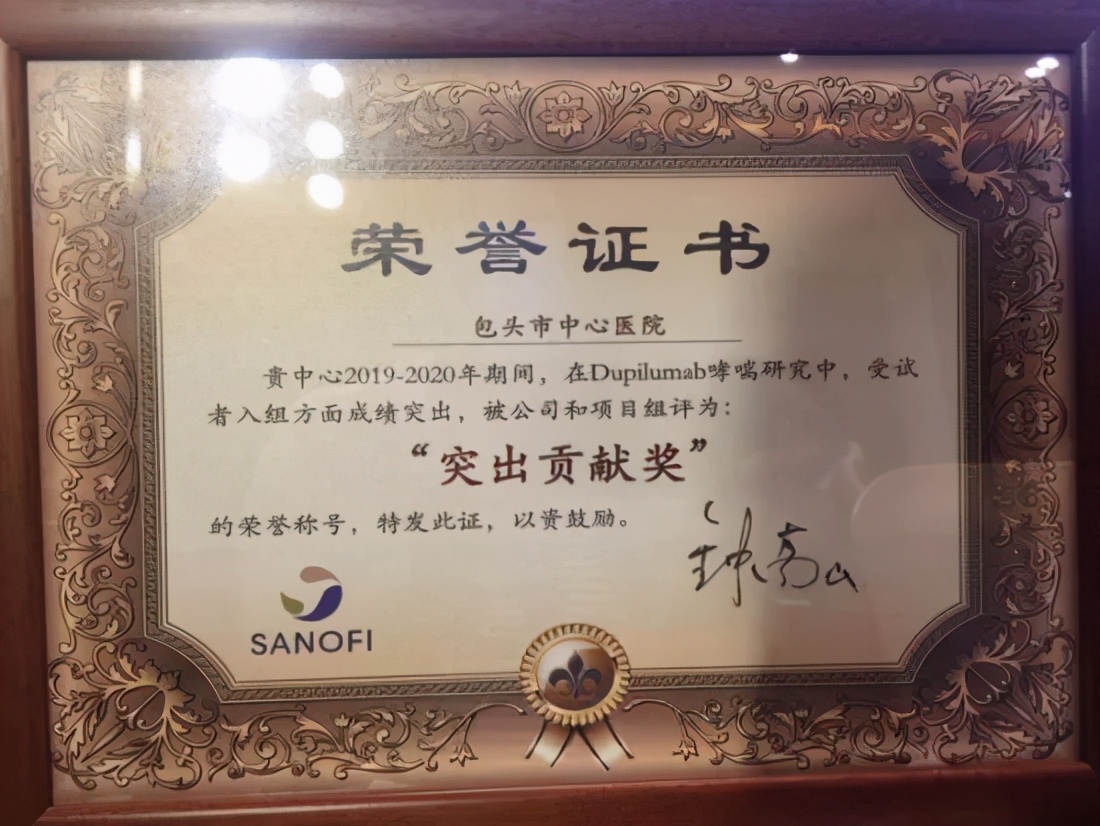 荣誉证书
包头市中心医院
贵中心2019-2020年期间，在Dupilumab哮喘研究中，受试
者入组方面成绩突出，被公司和项目组评为：
“突出贡献奖”
的荣誉称号，特发此证，以贵鼓励。
钟南山
SANOFI